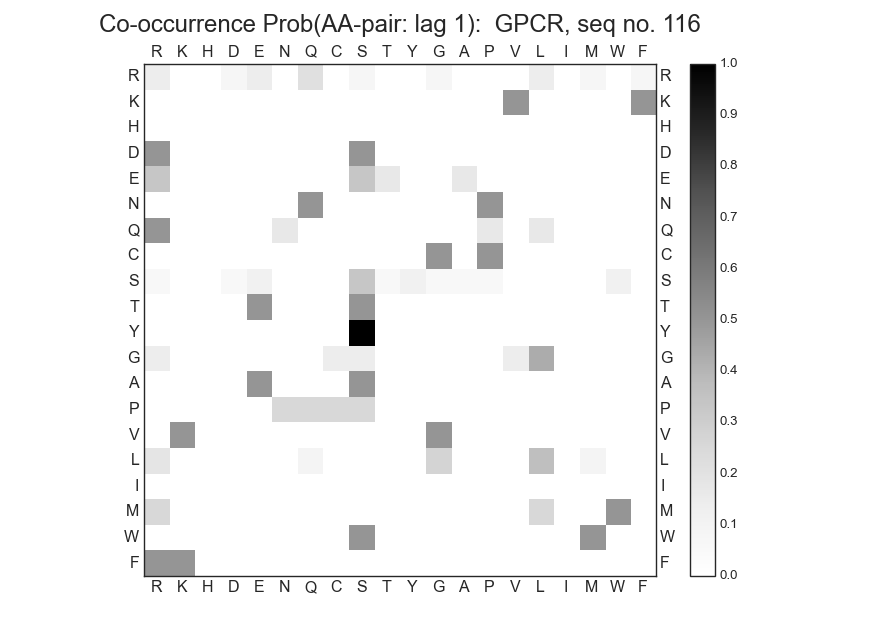 Co-occurrence Prob(AA-pair: lag 1):  GPCR, seq no. 116
R K H D E N Q C S T Y G A P V L I M W F
R R 1.0
K K 0.9
H H
D D 0.8
E E
N N 0.7
Q Q
C C 0.6
S S
T T 0.5
Y Y
G G 0.4
A A
P P 0.3
V V
L L 0.2
I I
M M 0.1
W W
F F 0.0
R K H D E N Q C S T Y G A P V L I M W F